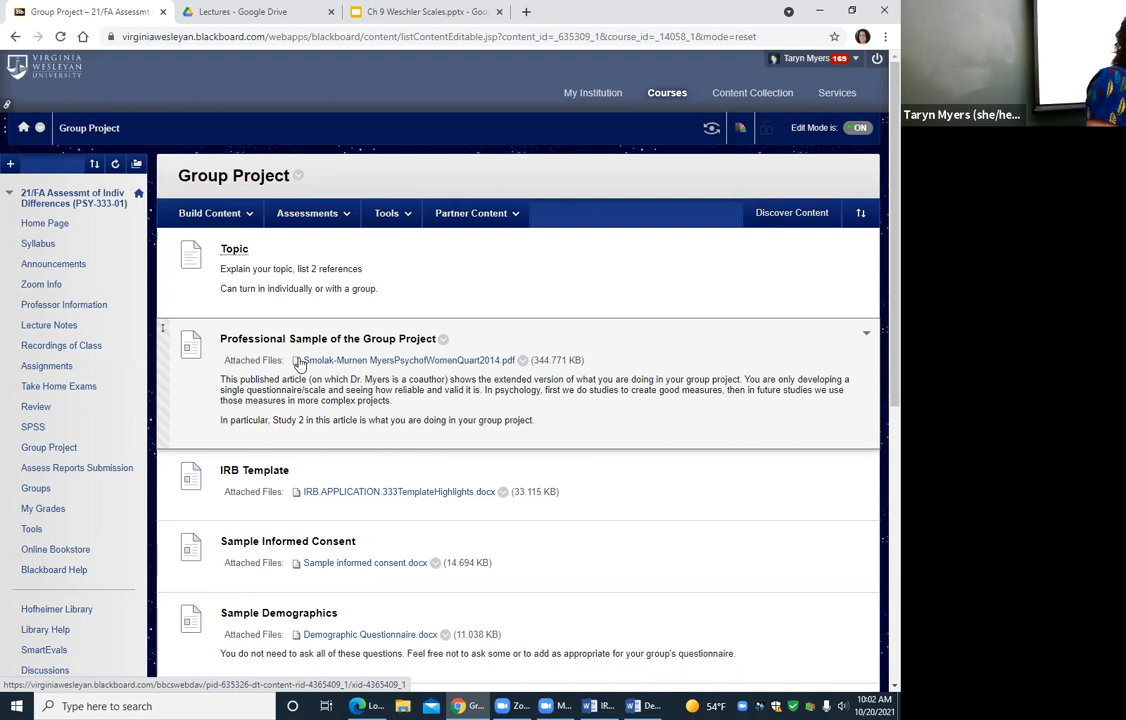 Group Project – 21/FA Assessmt
Lectures - Google Drive
Ch 9 Weschler Scales.pptx - Goo
virginiawesleyan.blackboard.com/webapps/blackboard/content/listContentEditable.jsp?content_id=_635309_1&course_id=_14058_1&mode=reset
VIRGINIA
WESLEYAN
UNIVERSITY
Taryn Myers 169
My Institution Courses Content Collection Services
Taryn Myers (she/he...
Group Project
Edit Mode is: ON
21/FA Assessmt of Indiv
Differences (PSY-333-01)
Home Page
Syllabus
Announcements
Zoom Info
Professor Information
Lecture Notes
Recordings of Class
Assignments
Take Home Exams
Review
SPSS
Group Project
Assess Reports Submission
Groups
My Grades
Tools
Online Bookstore
Blackboard Help
Hofheimer Library
Library Help
SmartEvals
Discussions
Group Project
Build Content Assessments Tools Partner Content Discover Content
Topic
Explain your topic, list 2 references
Can turn in individually or with a group.
Professional Sample of the Group Project
Attached Files: Smolak-Murnen MyersPsychofWomenQuart2014.pdf (344.771 KB)
This published article (on which Dr. Myers is a coauthor) shows the extended version of what you are doing in your group project. You are only developing a
single questionnaire/scale and seeing how reliable and valid it is. In psychology, first we do studies to create good measures, then in future studies we use
those measures in more complex projects.
In particular, Study 2 in this article is what you are doing in your group project.
IRB Template
Attached Files: IRB.APPLICATION.333TemplateHighlights.docx (33.115 KB)
Sample Informed Consent
Attached Files: Sample informed consent.docx (14.694 KB)
Sample Demographics
Attached Files: Demographic Questionnaire.docx (11.038 KB)
You do not need to ask all of these questions. Feel free not to ask some or to add as appropriate for your group's questionnaire.
https://virginiawesleyan.blackboard.com/bbcswebdav/pid-635326-dt-content-rid-4365409_1/xid-4365409_1
Type here to search
Lo... Gr... Zo... M... IR... De...
54°F
10:02 AM
10/20/2021